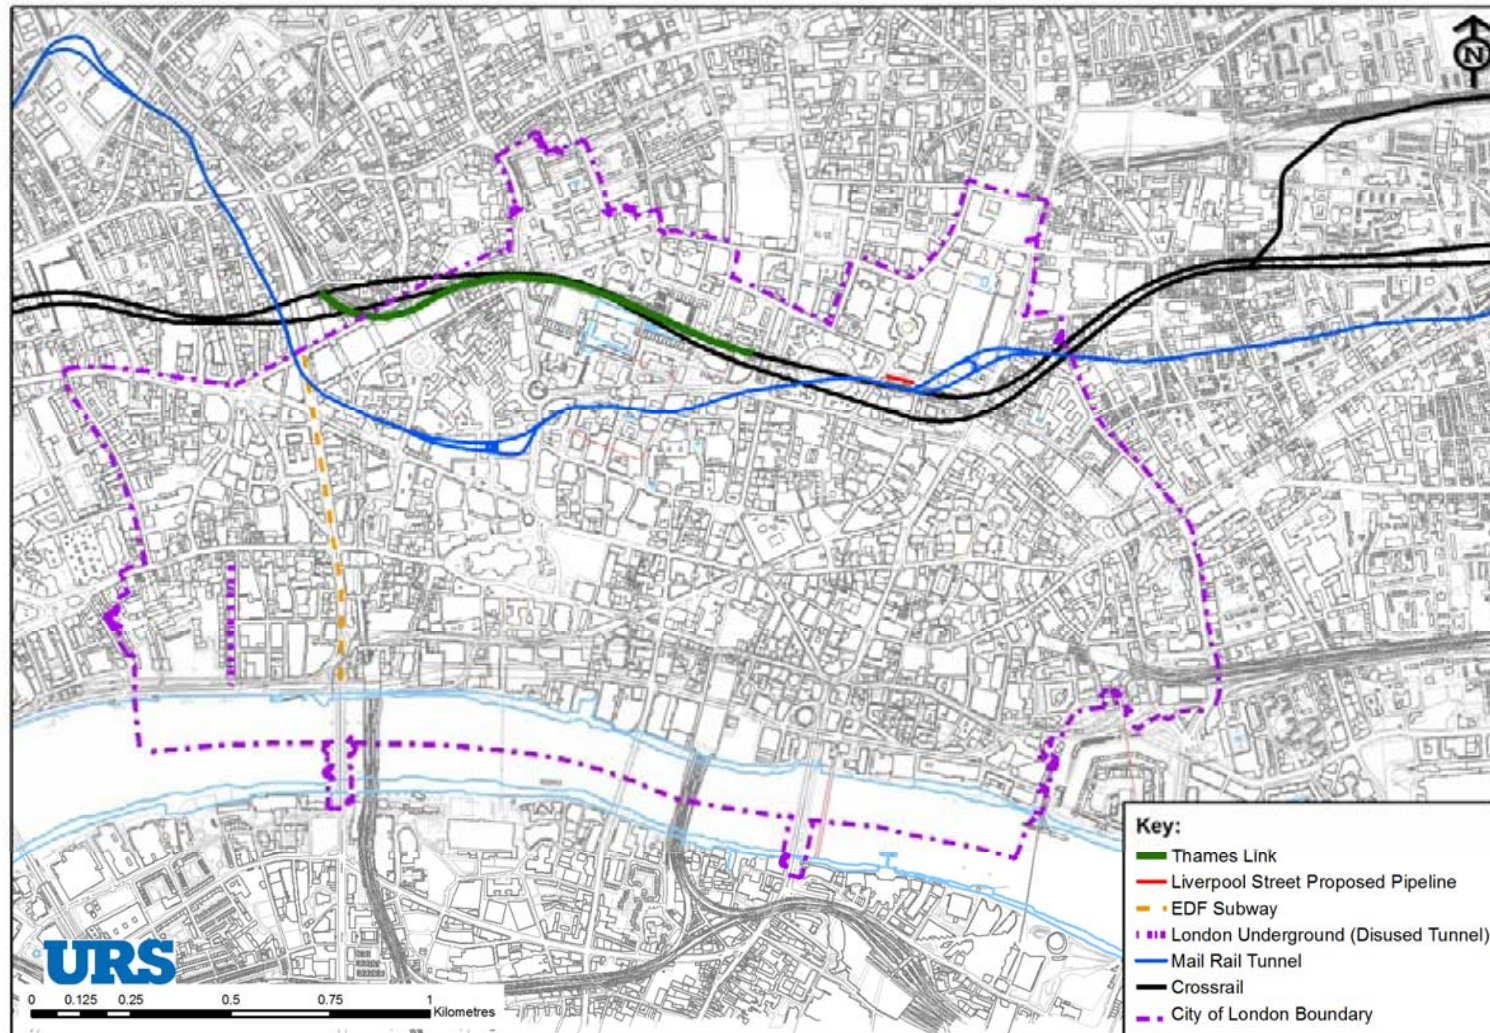 N
Key:
Thames Link
Liverpool Street Proposed Pipeline
EDF Subway
London Underground (Disused Tunnel)
Mail Rail Tunnel
Crossrail
City of London Boundary
URS
0 0.125 0.25 0.5 0.75 1
Kilometres